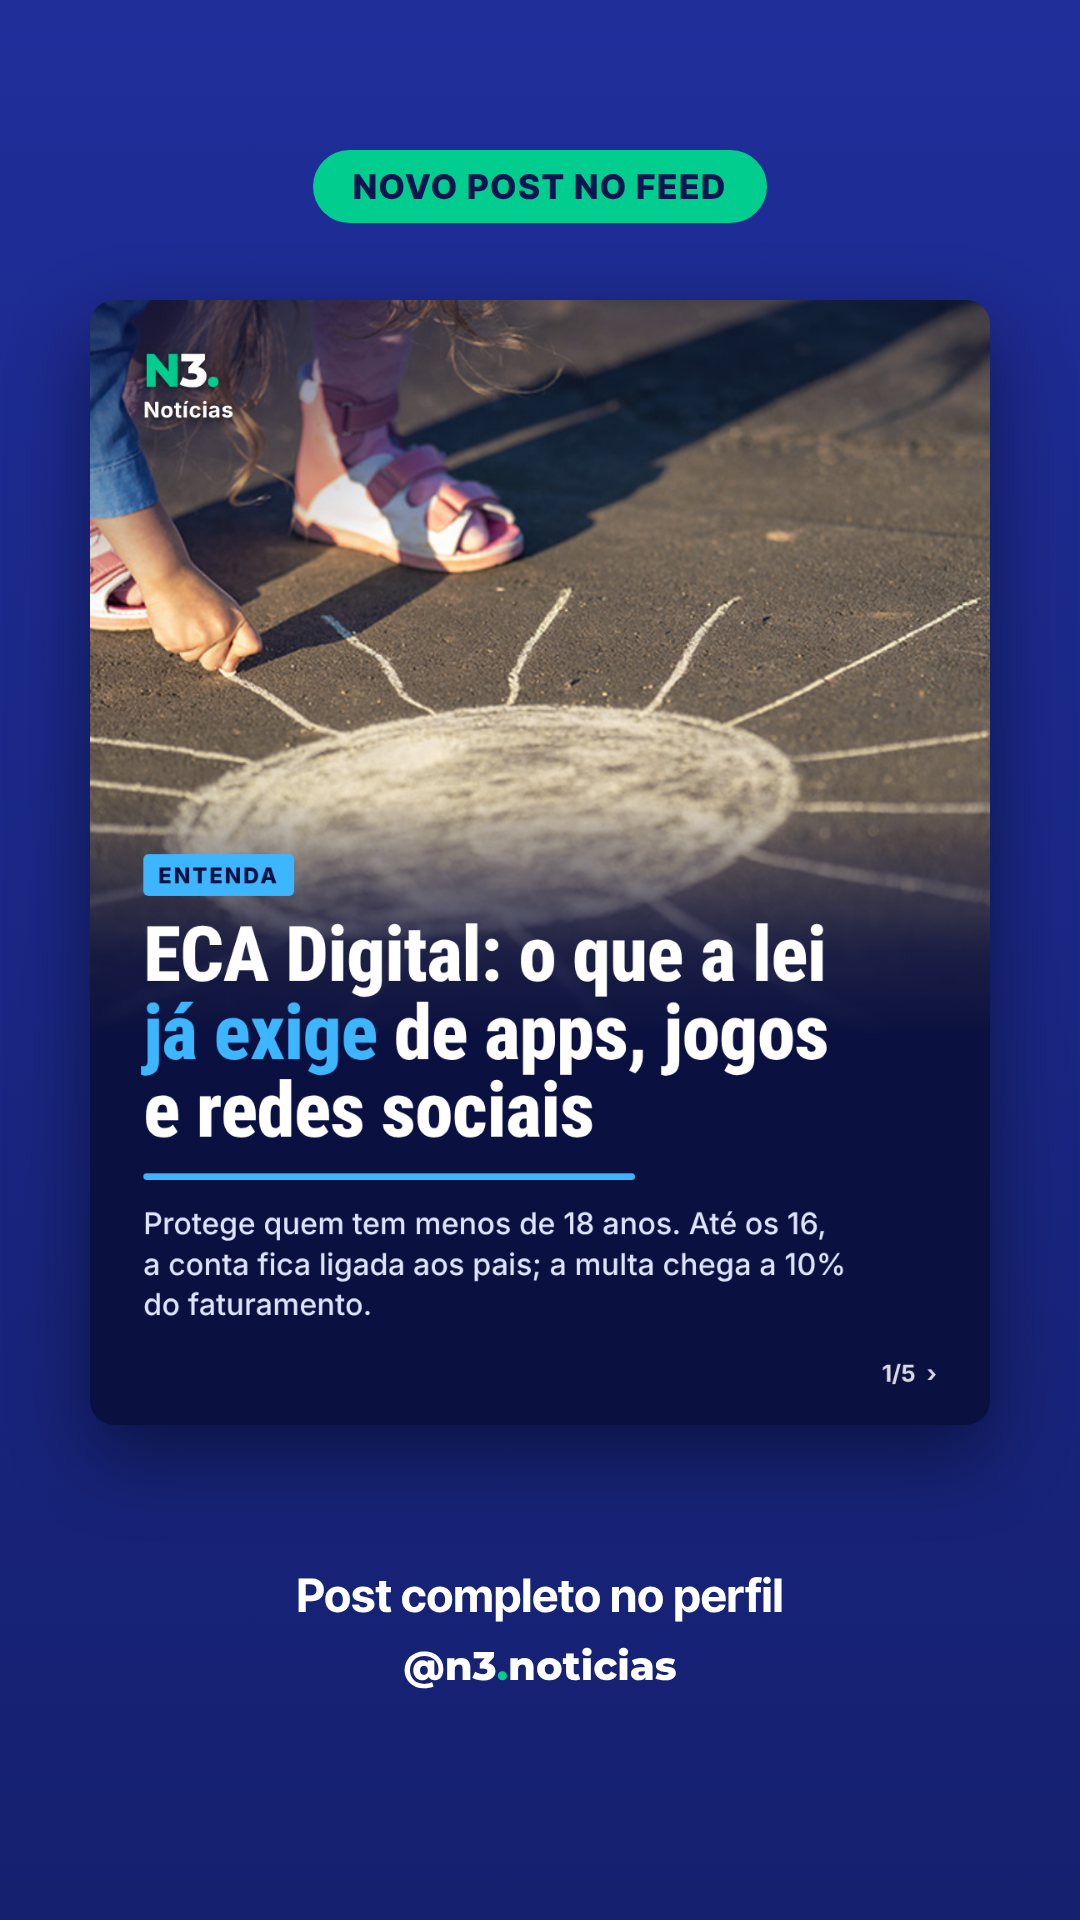 NOVO POST NO FEED
N3.
Notícias
ENTENDA
ECA Digital: o que a lei
já exige de apps, jogos
e redes sociais
Protege quem tem menos de 18 anos. Até os 16,
a conta fica ligada aos pais; a multa chega a 10%
do faturamento.
1/5 ›
Post completo no perfil
@n3.noticias